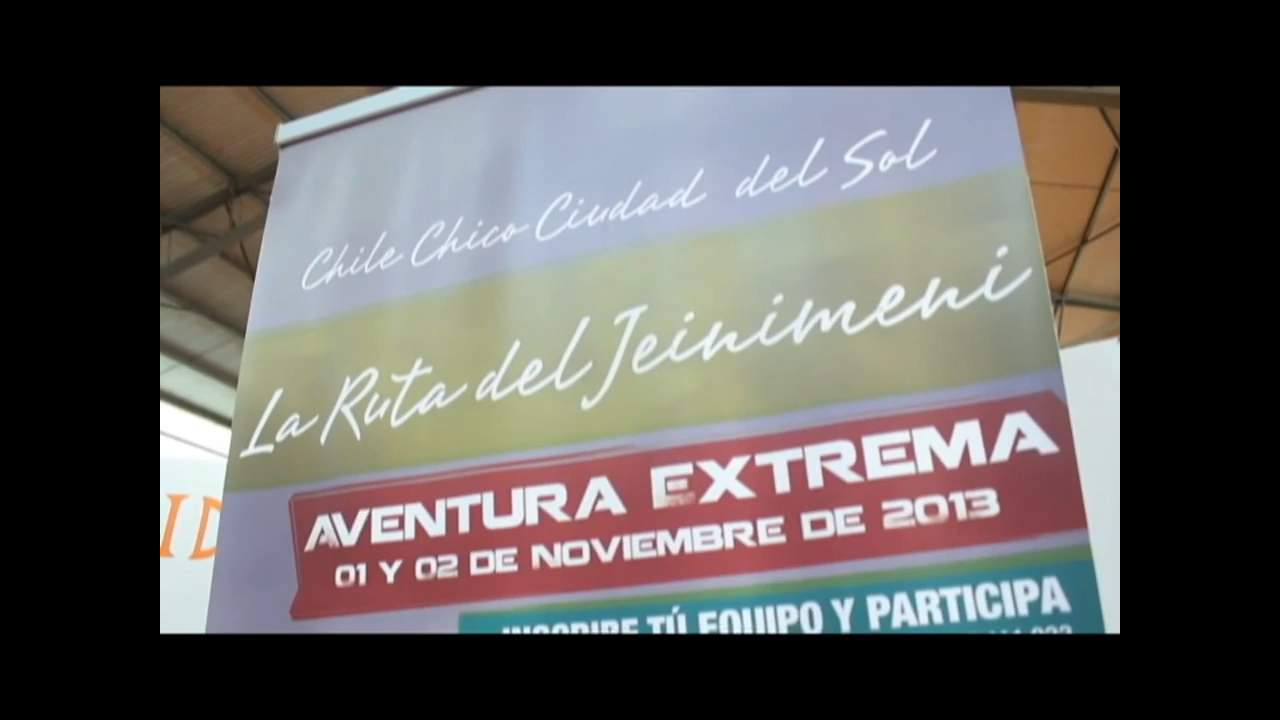 Chile Chico Ciudad del Sol
La Ruta del Jeinimeni
AVENTURA EXTREMA
01 Y 02 DE NOVIEMBRE DE 2013
INSCRIBE TÚ EQUIPO Y PARTICIPA
ID